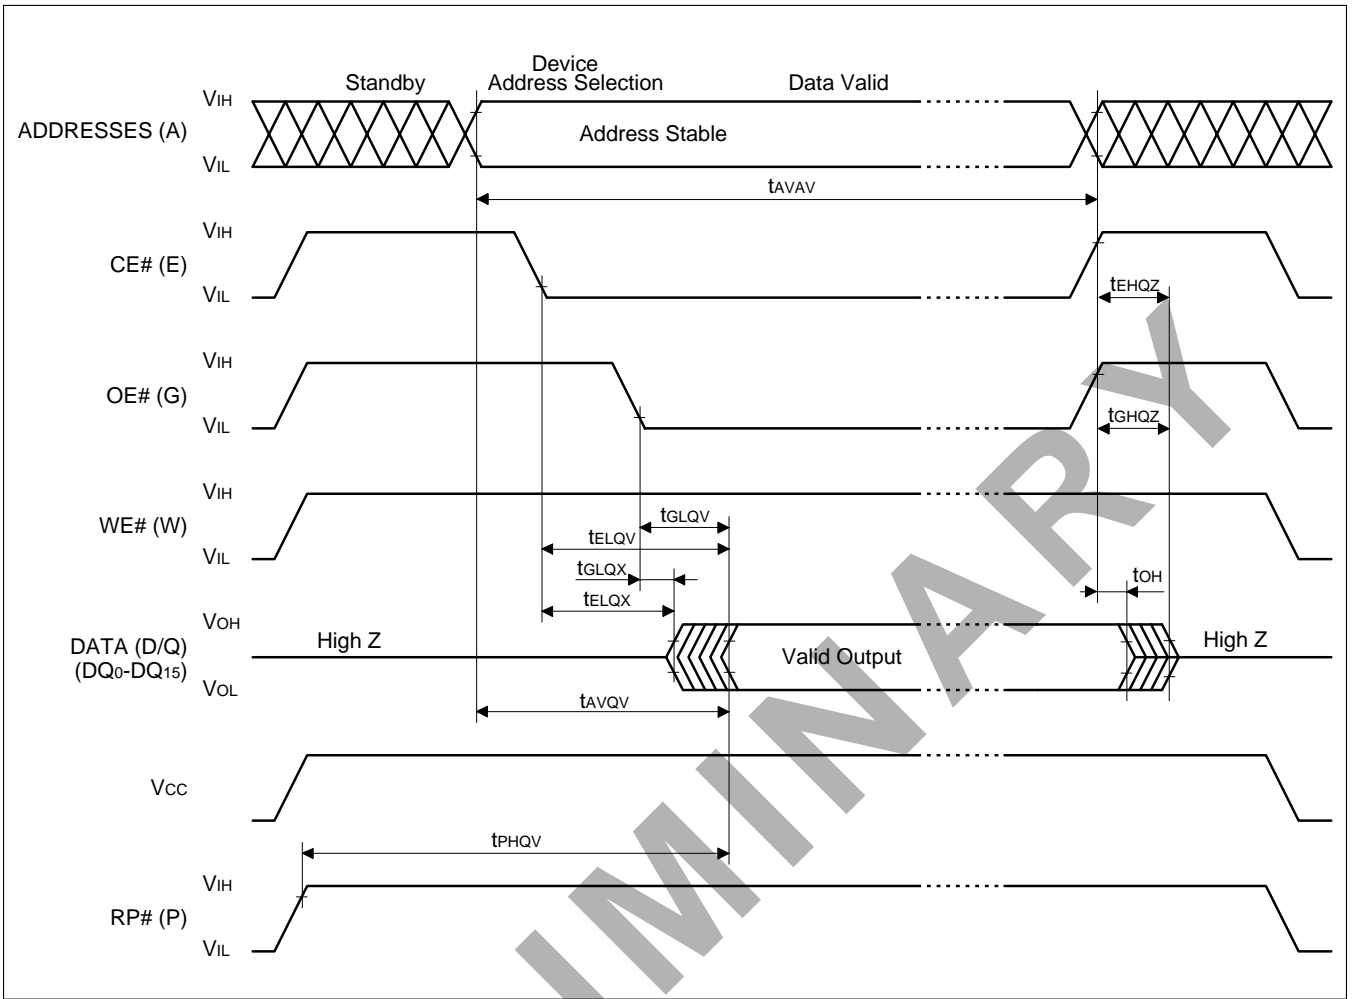 Device
Standby Address Selection Data Valid
VIH
ADDRESSES (A) Address Stable
VIL
tAVAV
VIH
CE# (E)
VIL tEHQZ
VIH
OE# (G)
VIL tGHQZ
VIH
WE# (W) tGLQV
VIL tELQV
tGLQX tOH
tELQX
VOH
High Z High Z
DATA (D/Q) Valid Output
(DQ0-DQ15)
VOL
tAVQV
VCC
tPHQV
VIH
RP# (P)
VIL
IMINARY